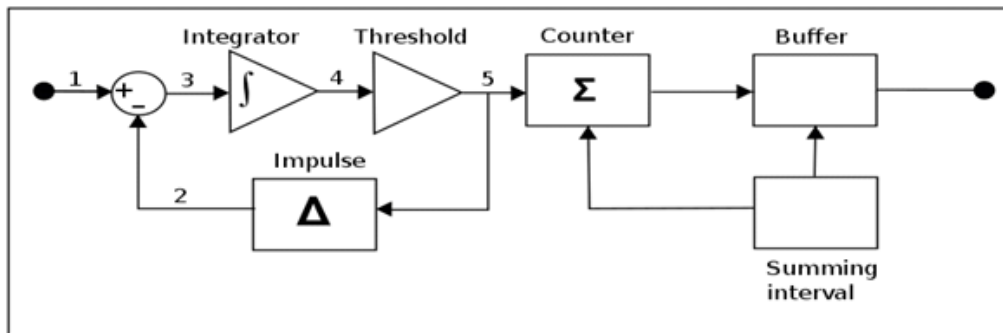 Integrator Threshold Counter Buffer
1 + - 3 ∫ 4 5 Σ
Impulse
2 Δ
Summing
interval